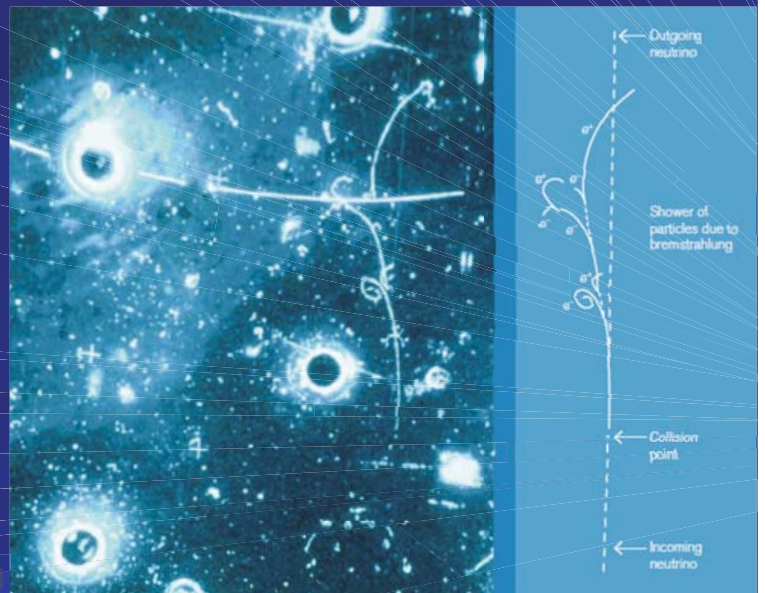 Outgoing
neutrino
e⁻
e⁺
e⁻
e⁻
Shower of
particles due to
bremstrahlung
e⁺
e⁻
Collision
point
Incoming
neutrino